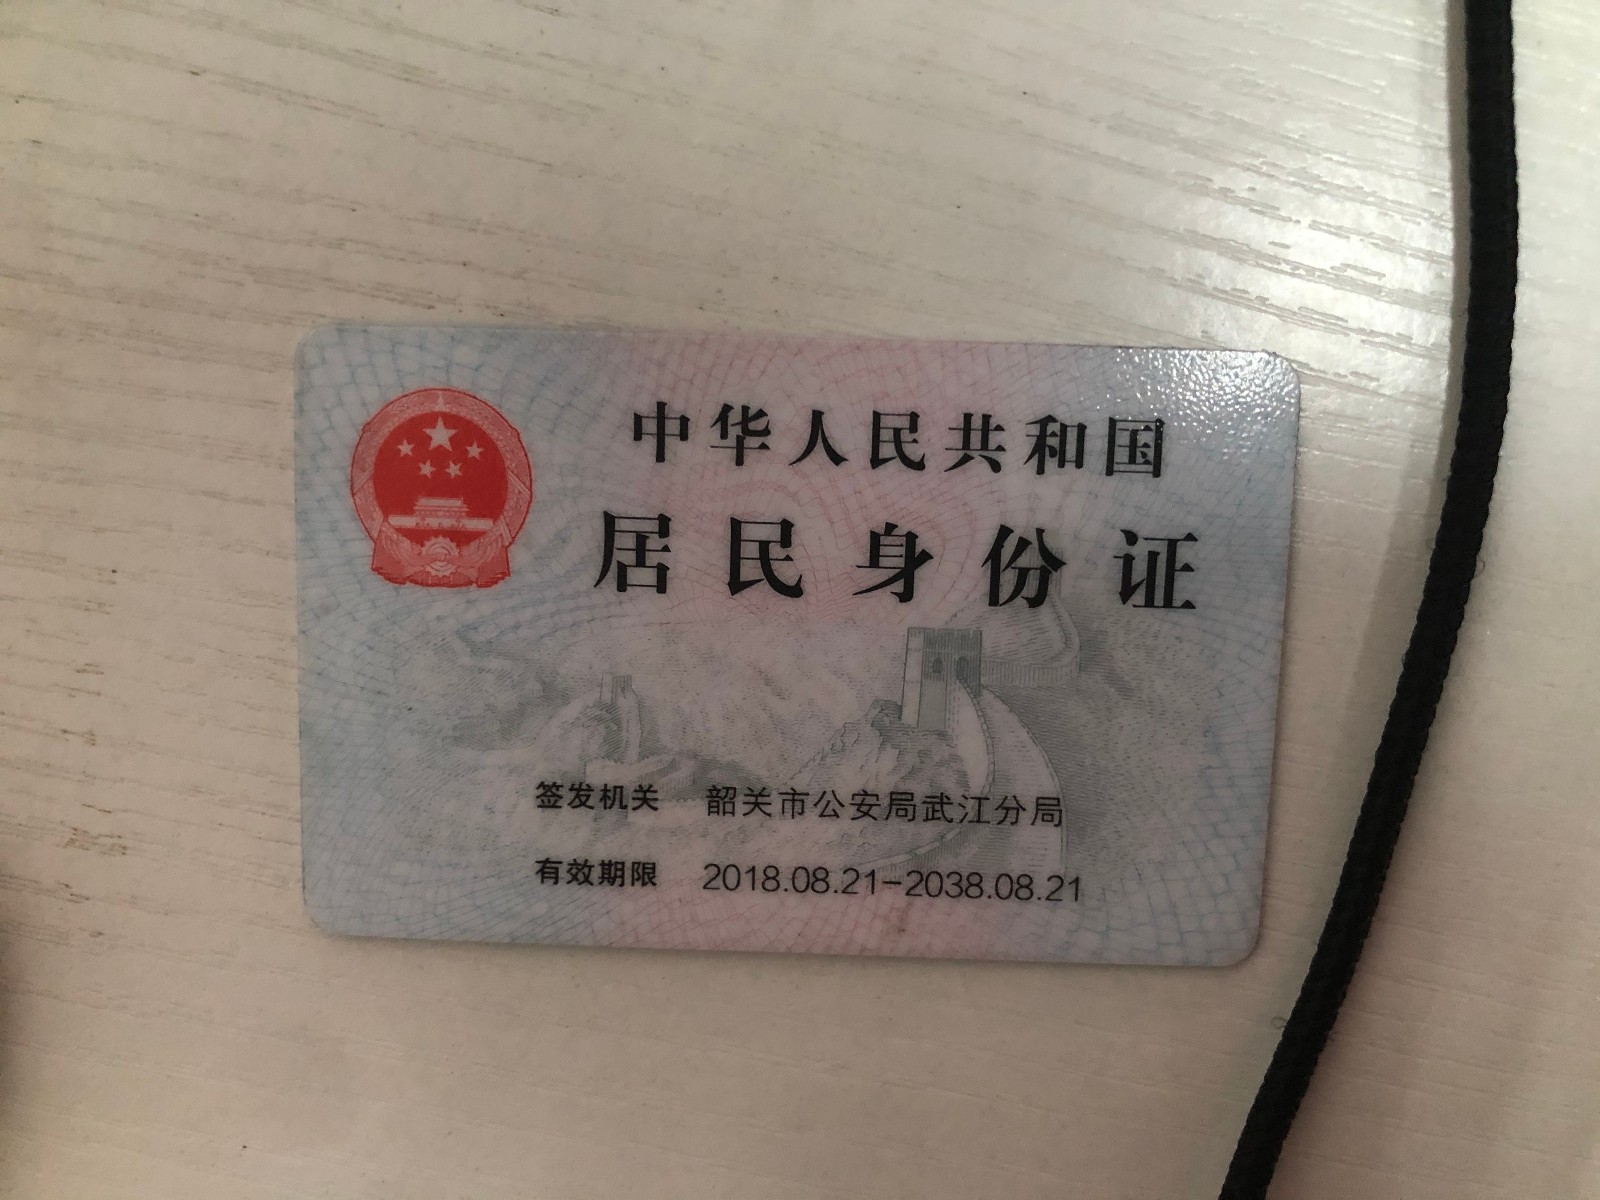 中华人民共和国
居民身份证
签发机关 韶关市公安局武江分局
有效期限 2018.08.21-2038.08.21